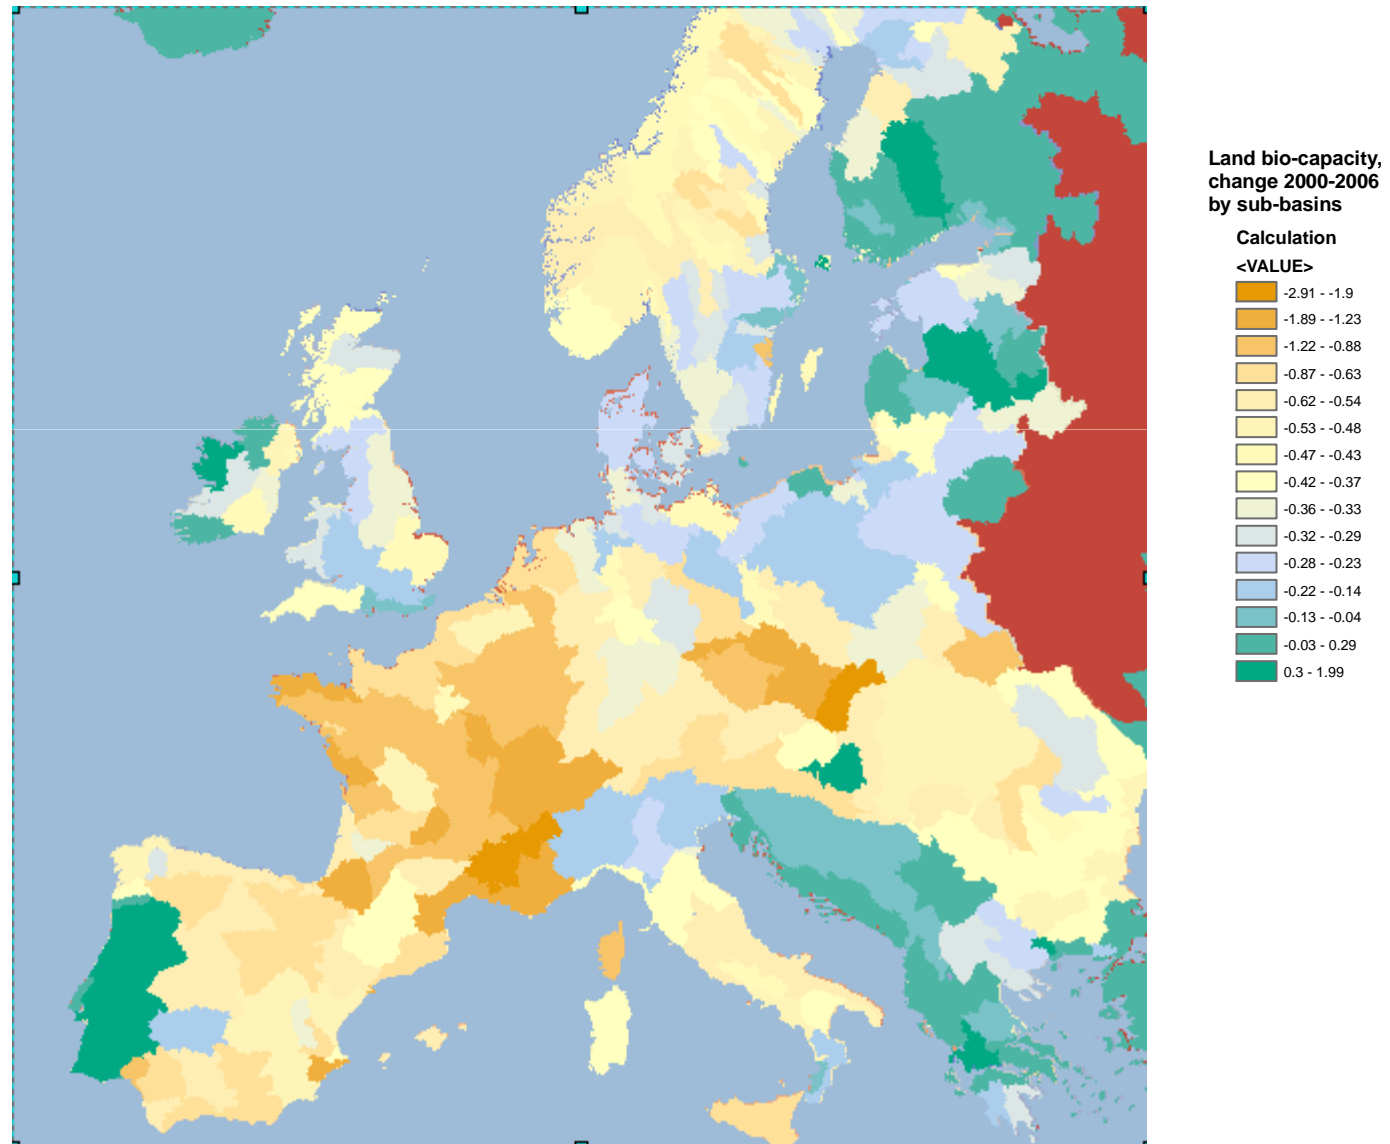 Land bio-capacity,
change 2000-2006
by sub-basins
Calculation
<VALUE>
-2.91 - -1.9
-1.89 - -1.23
-1.22 - -0.88
-0.87 - -0.63
-0.62 - -0.54
-0.53 - -0.48
-0.47 - -0.43
-0.42 - -0.37
-0.36 - -0.33
-0.32 - -0.29
-0.28 - -0.23
-0.22 - -0.14
-0.13 - -0.04
-0.03 - 0.29
0.3 - 1.99